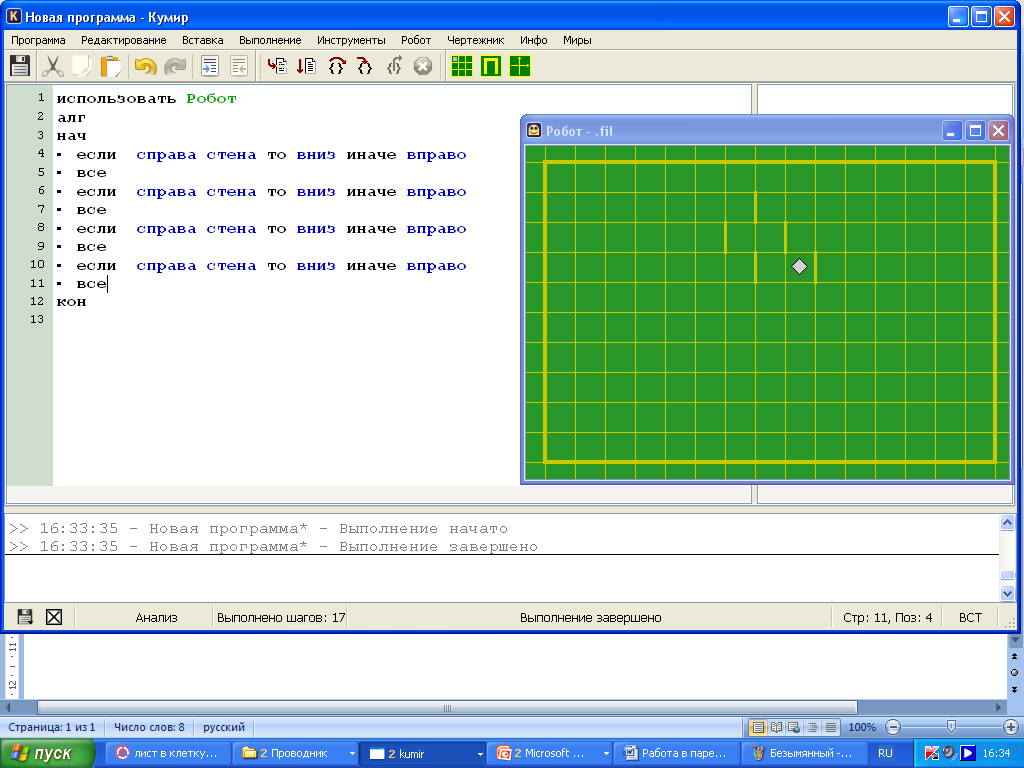 Новая программа - Кумир
Программа Редактирование Вставка Выполнение Инструменты Робот Чертежник Инфо Миры
1 использовать Робот
2 алг
3 нач
4 ▪ если справа стена то вниз иначе вправо
5 ▪ все
6 ▪ если справа стена то вниз иначе вправо
7 ▪ все
8 ▪ если справа стена то вниз иначе вправо
9 ▪ все
10 ▪ если справа стена то вниз иначе вправо
11 ▪ все
12 кон
13
Робот - .fil
>> 16:33:35 - Новая программа* - Выполнение начато
>> 16:33:35 - Новая программа* - Выполнение завершено
Анализ Выполнено шагов: 17 Выполнение завершено Стр: 11, Поз: 4 ВСТ
11
12
Страница: 1 из 1 Число слов: 8 русский 100%
пуск лист в клетку... 2 Проводник 2 kumir 2 Microsoft ... Работа в паре... Безымянный -... RU 16:34